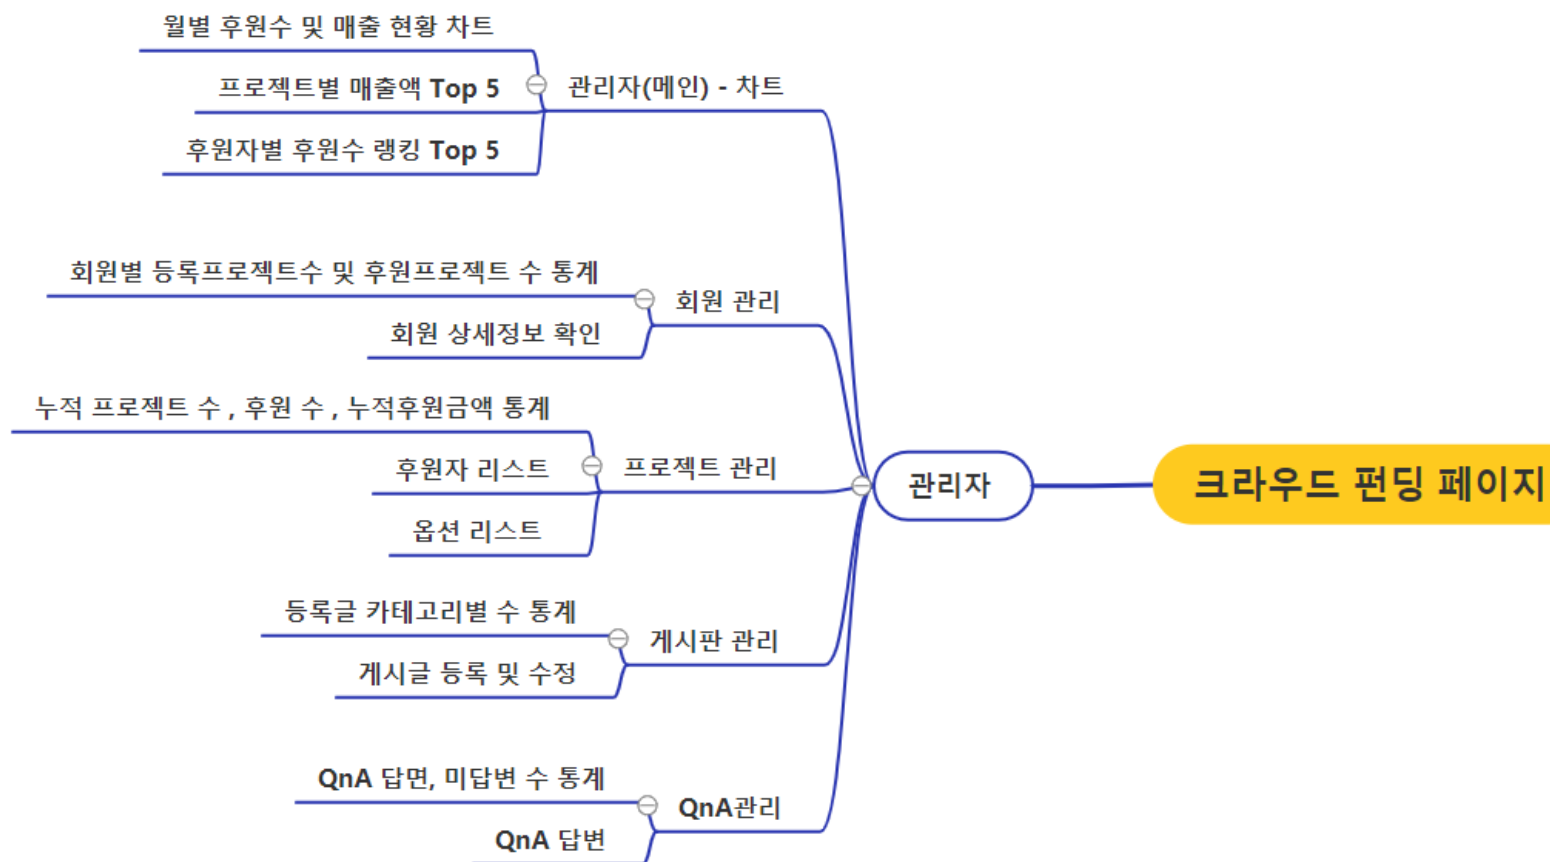 월별 후원수 및 매출 현황 차트
프로젝트별 매출액 Top 5
후원자별 후원수 랭킹 Top 5
관리자(메인) - 차트
회원별 등록프로젝트수 및 후원프로젝트 수 통계
회원 상세정보 확인
회원 관리
누적 프로젝트 수 , 후원 수 , 누적후원금액 통계
후원자 리스트
옵션 리스트
프로젝트 관리
등록글 카테고리별 수 통계
게시글 등록 및 수정
게시판 관리
QnA 답면, 미답변 수 통계
QnA 답변
QnA관리
관리자
크라우드 펀딩 페이지